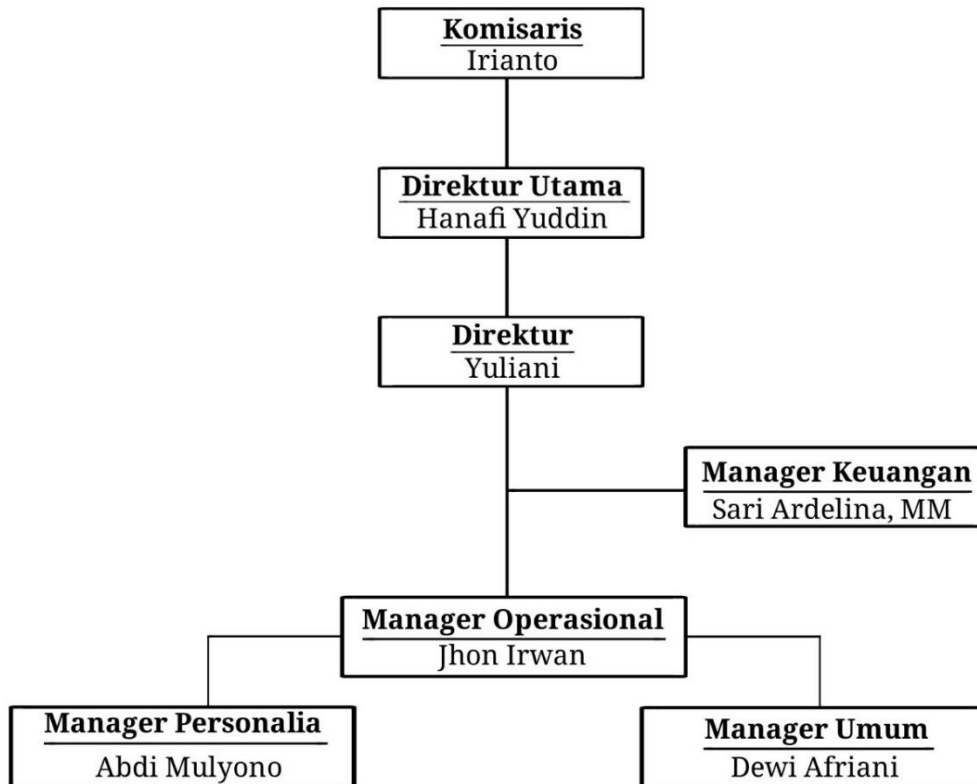 Komisaris
Irianto
Direktur Utama
Hanafi Yuddin
Direktur
Yuliani
Manager Keuangan
Sari Ardelina, MM
Manager Operasional
Jhon Irwan
Manager Personalia
Abdi Mulyono
Manager Umum
Dewi Afriani